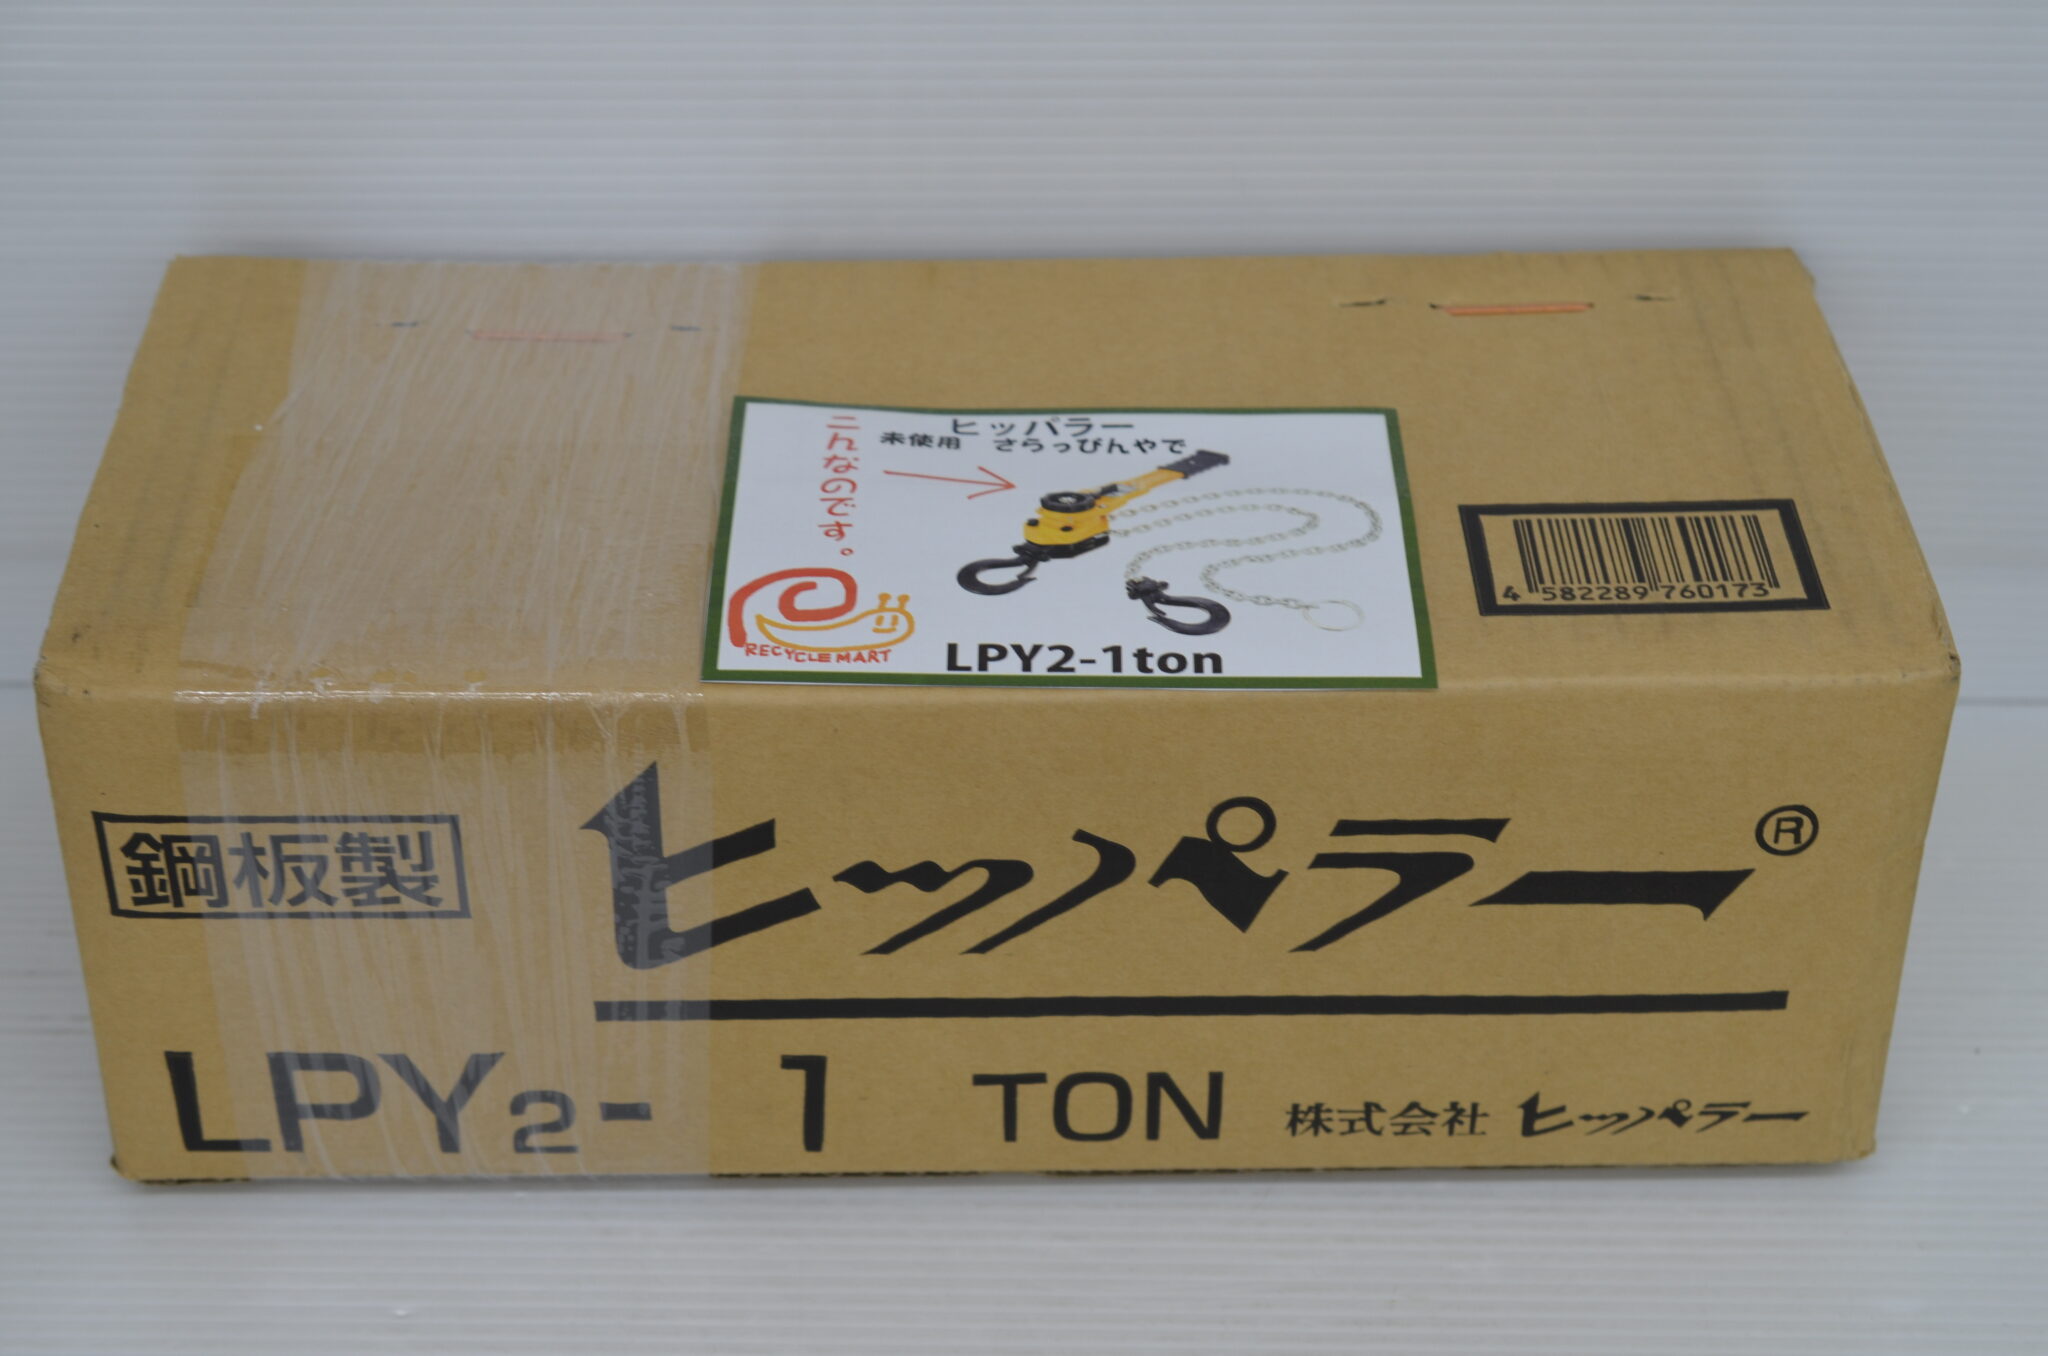 ヒッパラー
未使用 さらっぴんやで
こんなのです。
RECYCLE MART
LPY2-1ton
4 582289 760173
鋼板製
ヒッパラー®
LPY2- 1 TON
株式会社 ヒッパラー